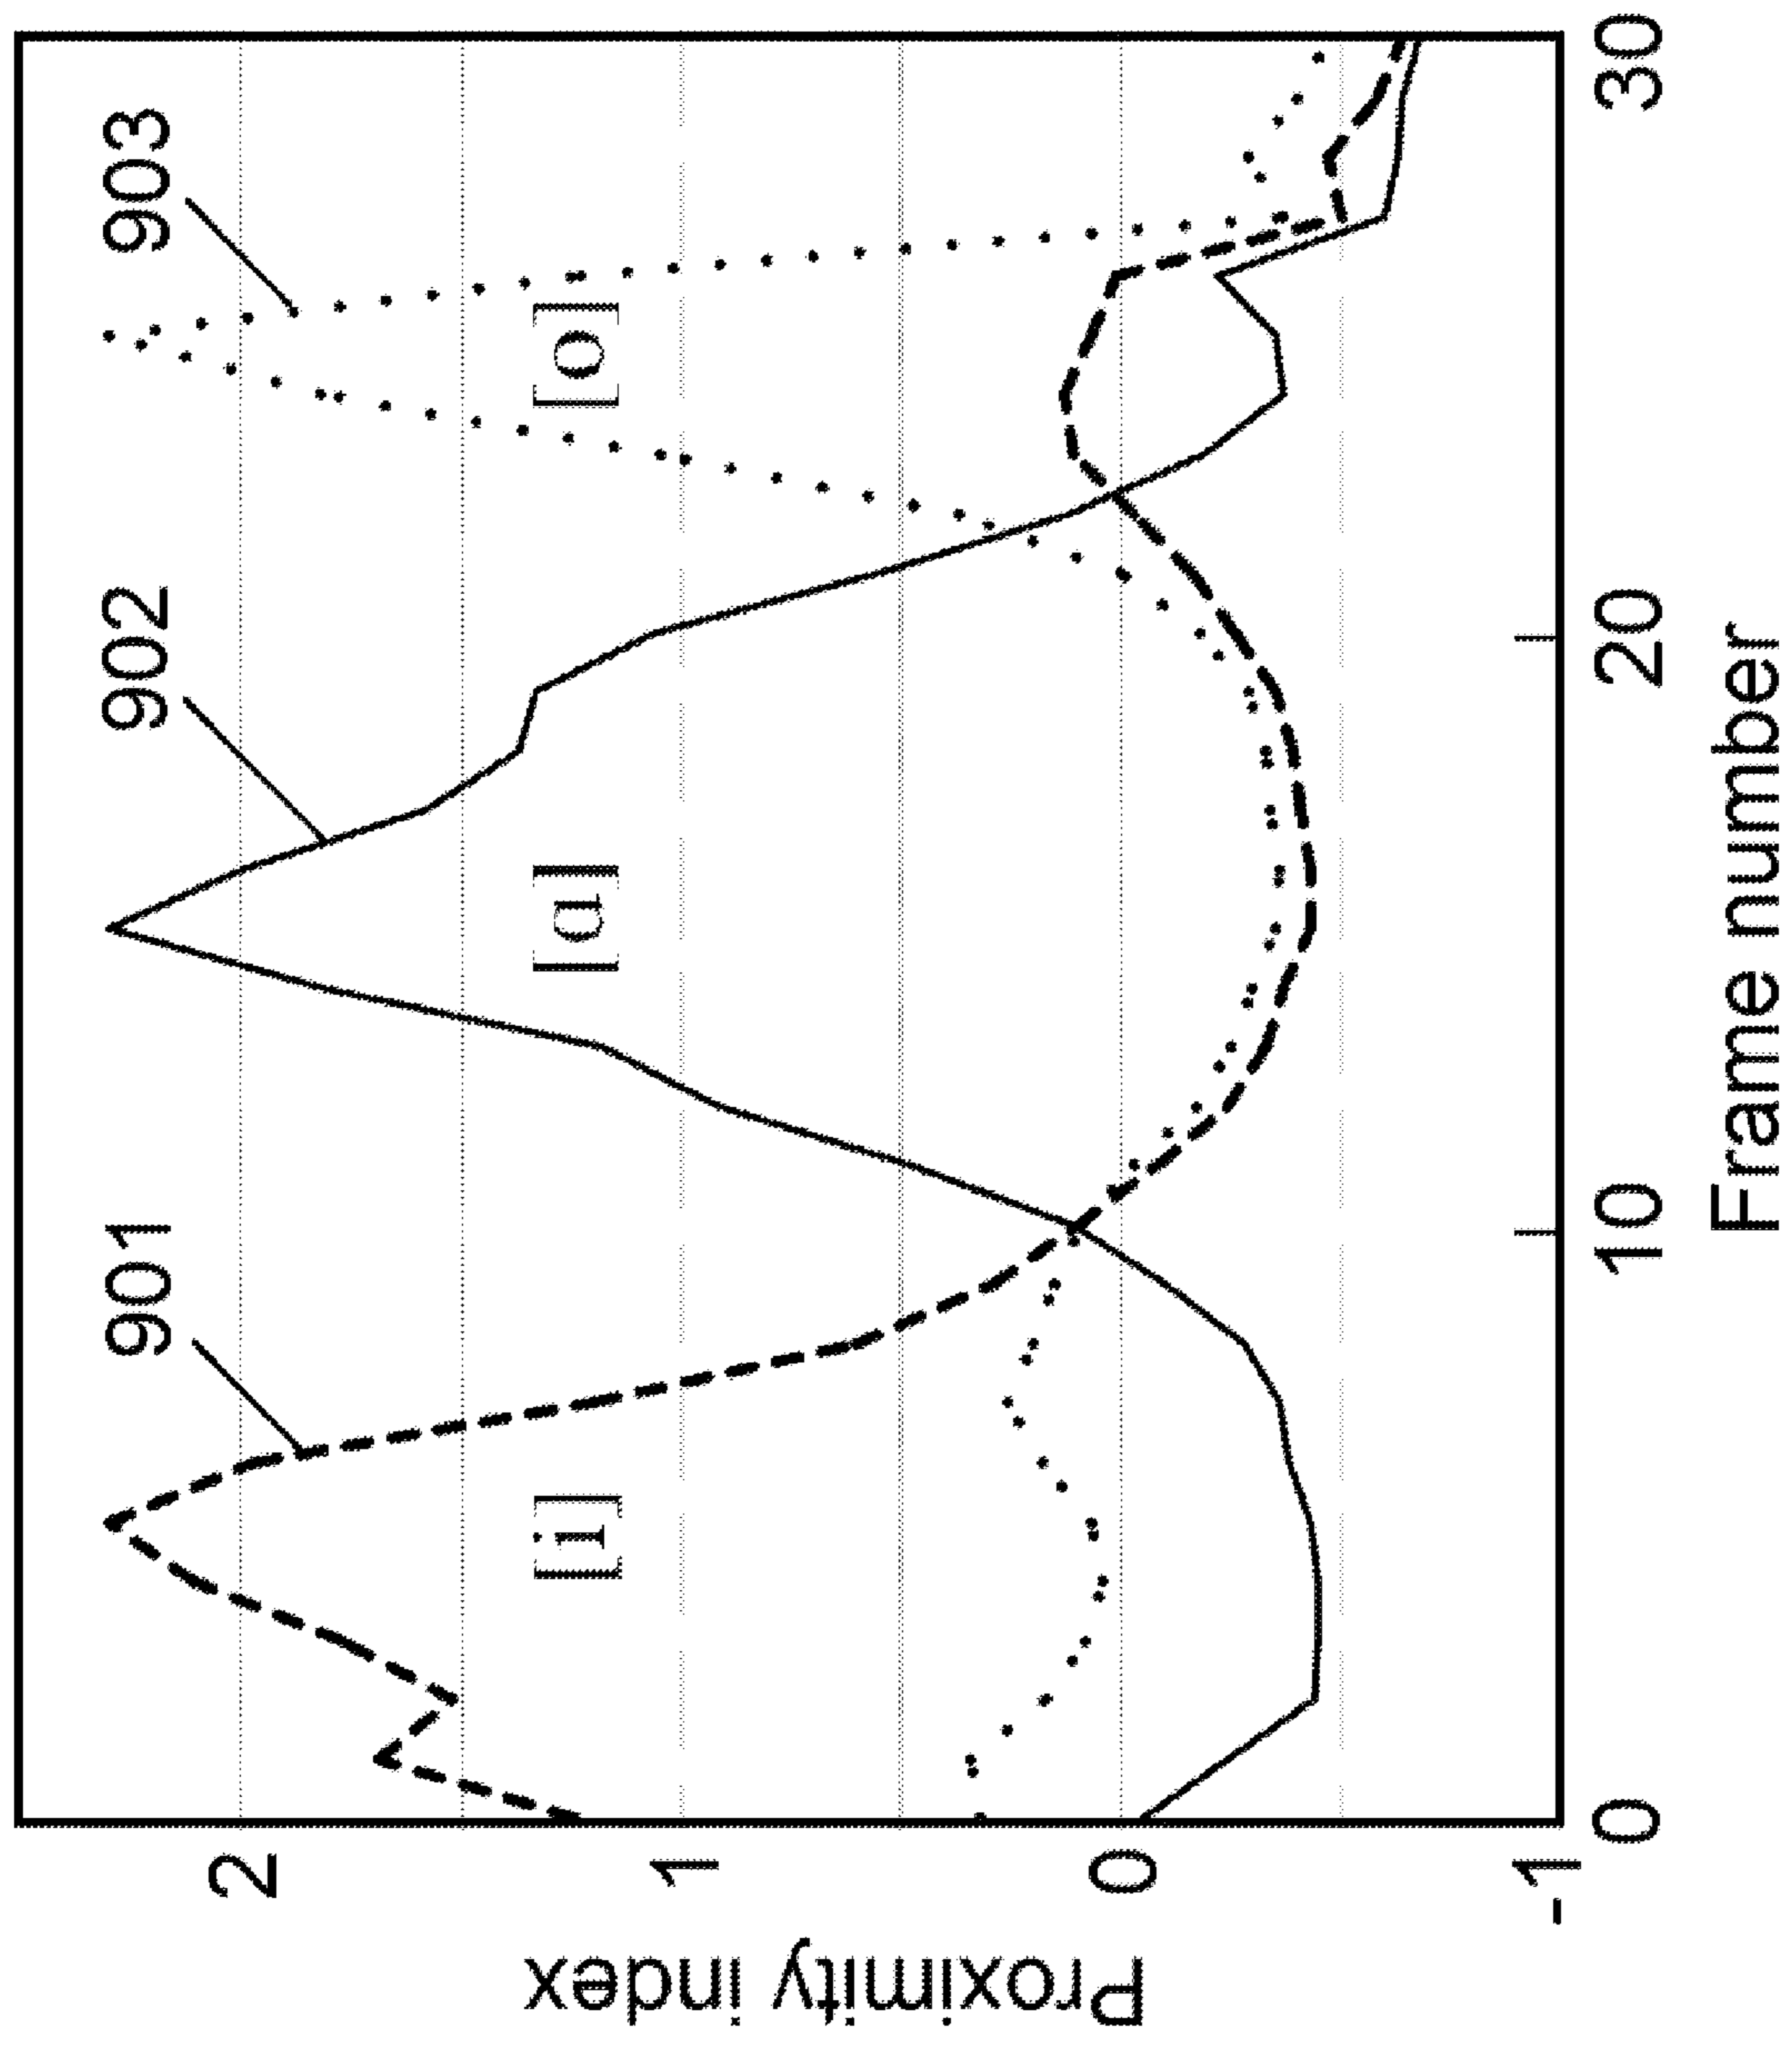 901
902
903
[i]
[a]
[o]
2
1
0
-1
Proximity index
0
10
20
30
Frame number